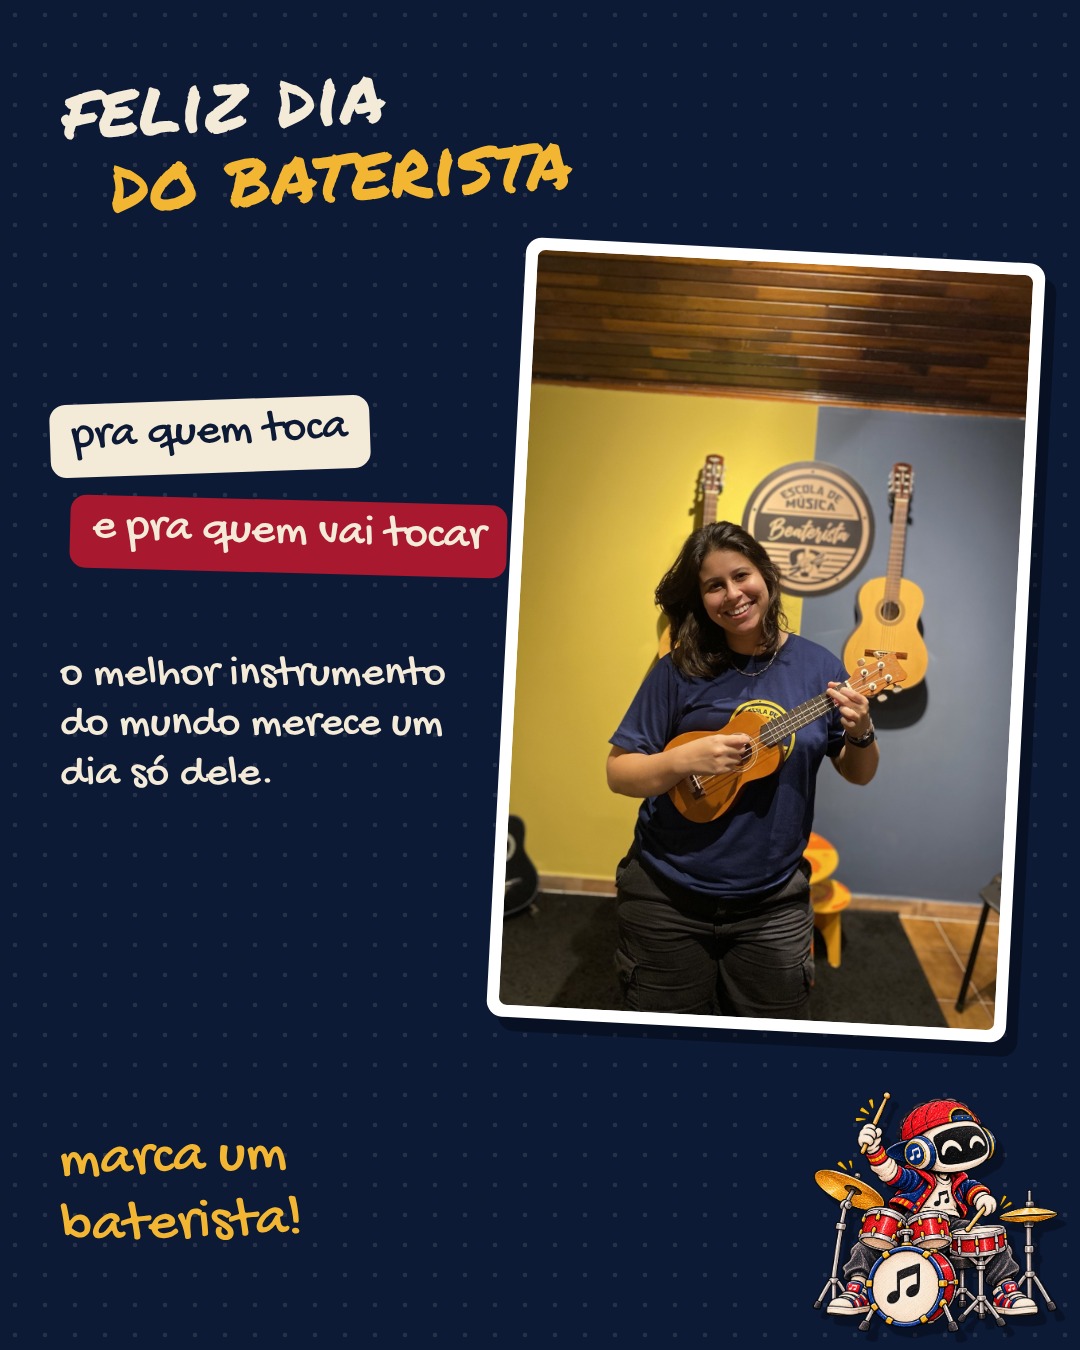 FELIZ DIA
DO BATERISTA
pra quem toca
e pra quem vai tocar
o melhor instrumento
do mundo merece um
dia só dele.
ESCOLA DE
MÚSICA
Beaterista
marca um
baterista!